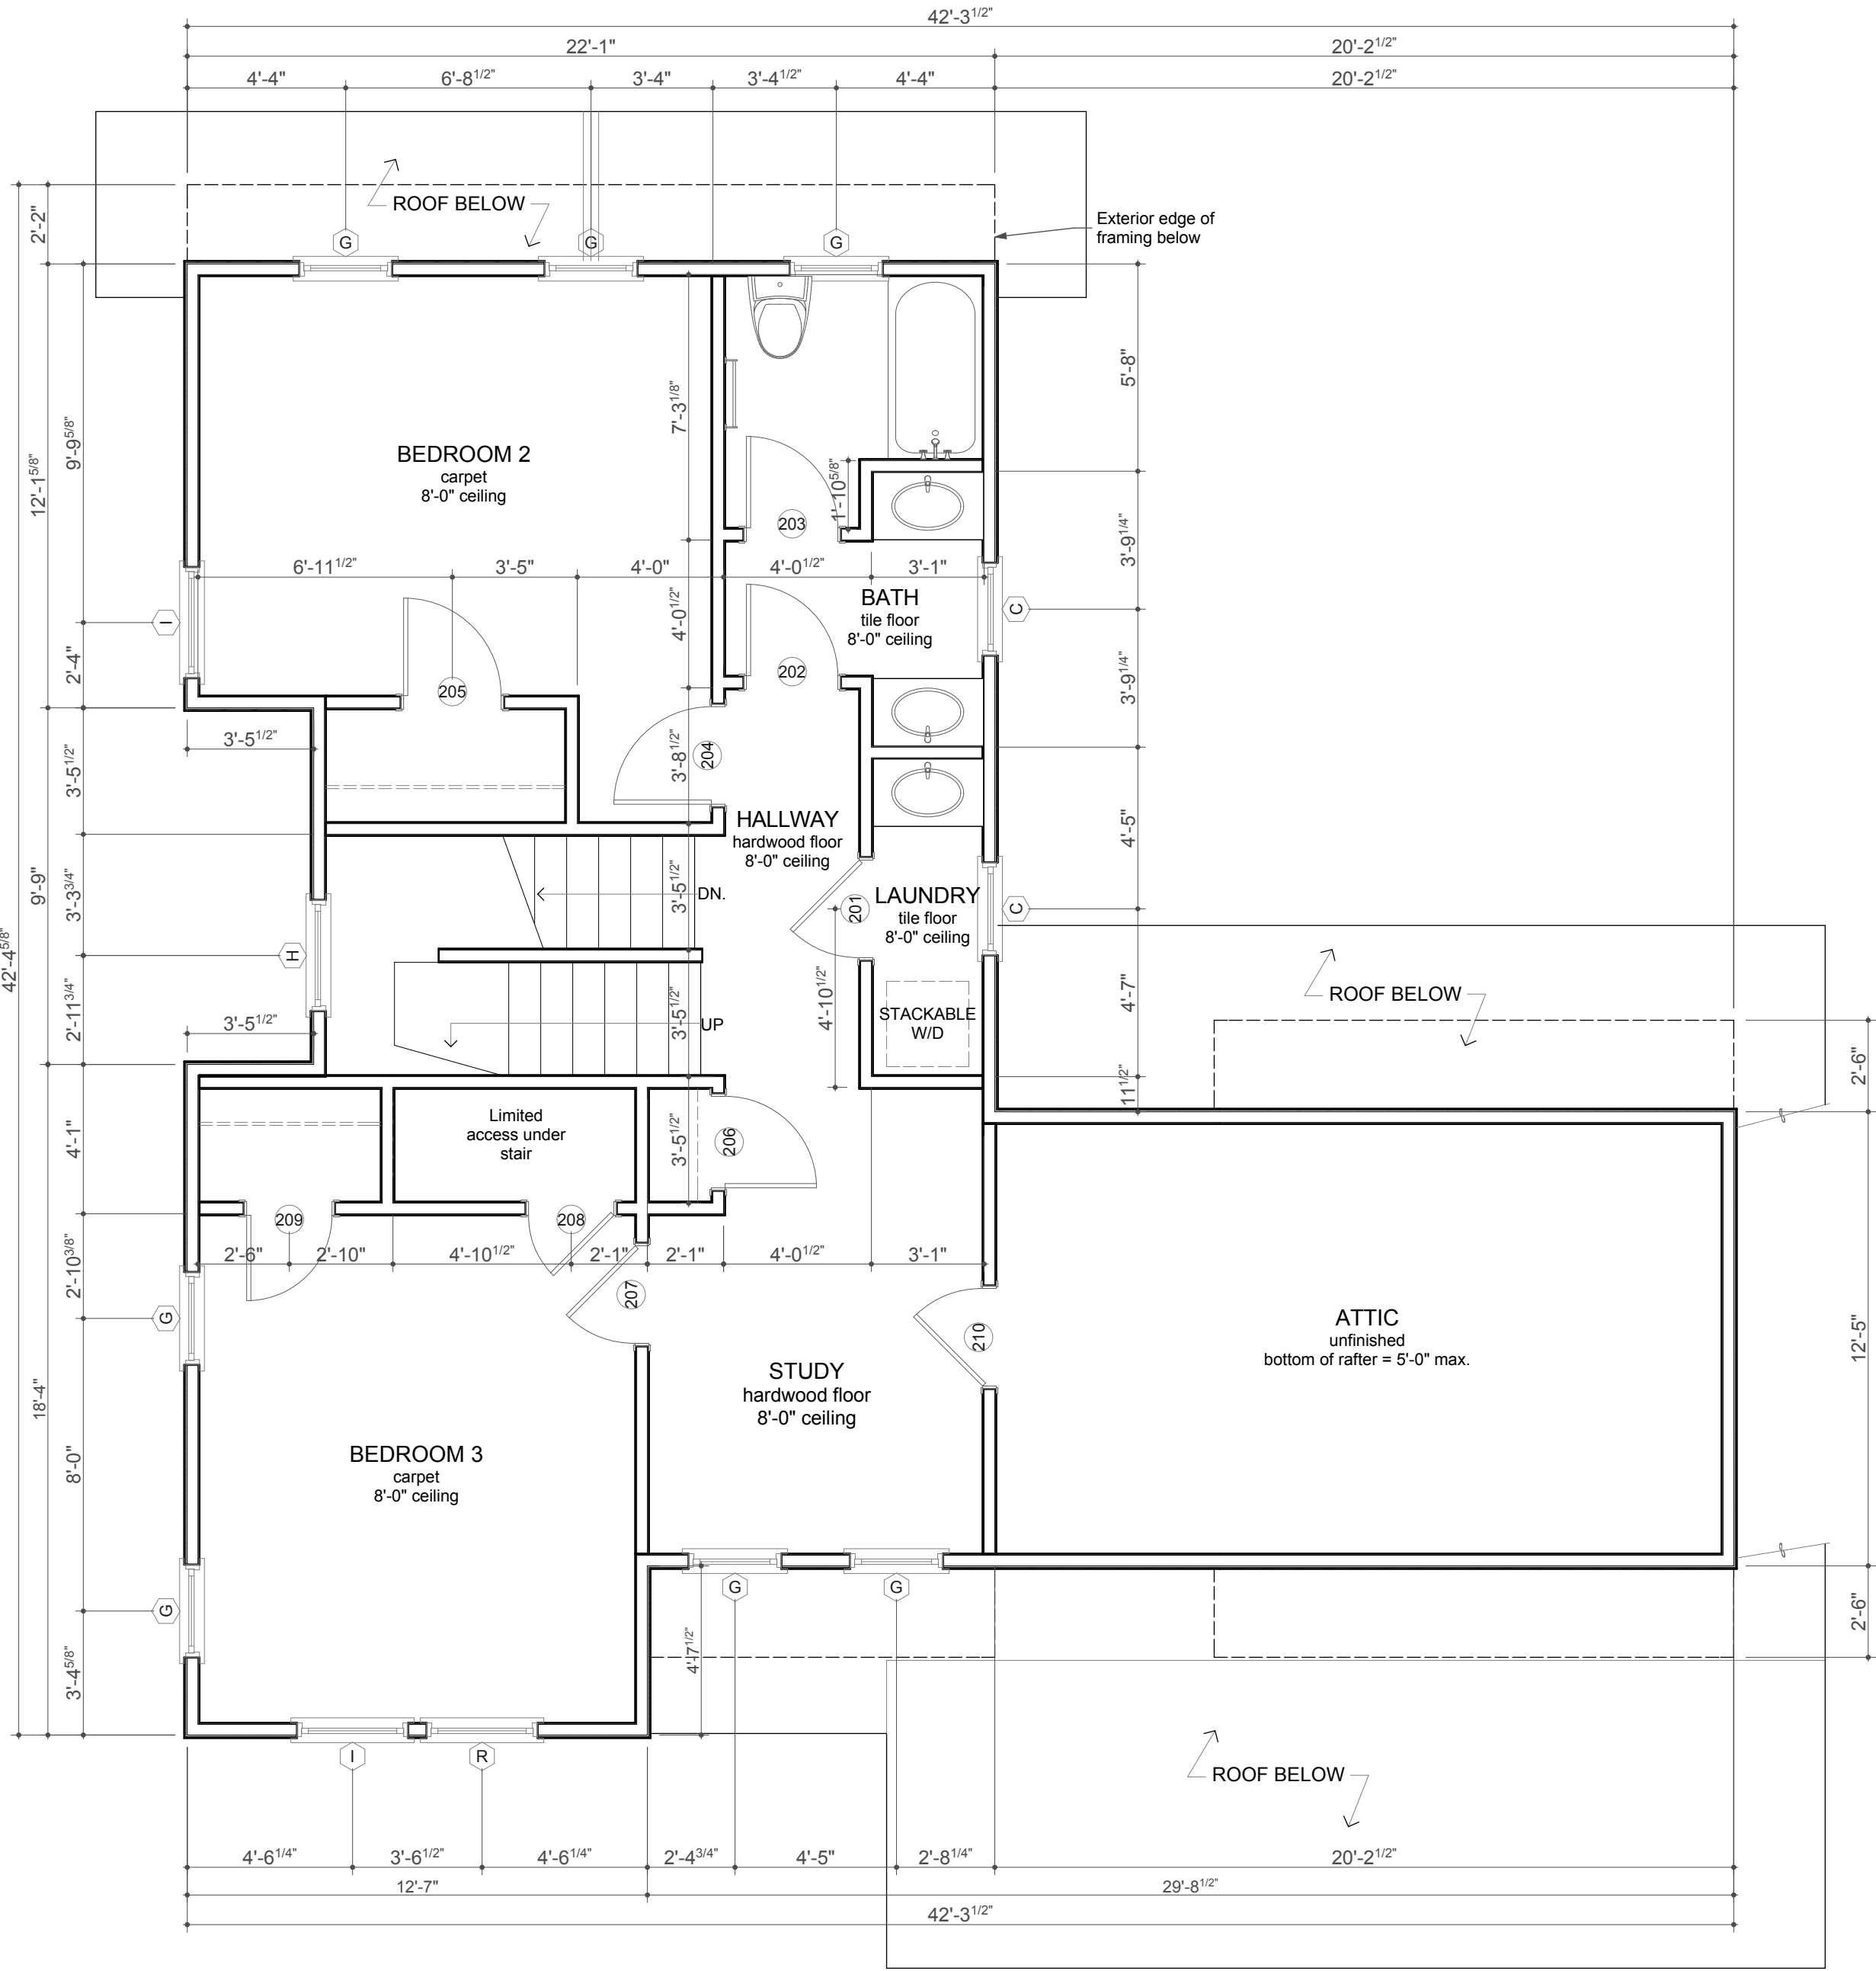 42'-3 1/2"
22'-1"
20'-2 1/2"
4'-4"
6'-8 1/2"
3'-4"
3'-4 1/2"
4'-4"
20'-2 1/2"
ROOF BELOW
Exterior edge of
framing below
G
G
G
2'-2"
12'-1 5/8"
9'-9"
18'-4"
42'-4 5/8"
9'-9 5/8"
2'-4"
3'-5 1/2"
3'-3 3/4"
2'-11 3/4"
4'-1"
2'-10 3/8"
8'-0"
3'-4 5/8"
I
H
G
G
3'-5 1/2"
3'-5 1/2"
BEDROOM 2
carpet
8'-0" ceiling
7'-3 1/8"
4'-0 1/2"
3'-8 1/2"
3'-5 1/2"
3'-5 1/2"
3'-5 1/2"
1'-10 5/8"
203
6'-11 1/2"
3'-5"
4'-0"
4'-0 1/2"
3'-1"
BATH
tile floor
8'-0" ceiling
202
205
204
5'-8"
3'-9 1/4"
3'-9 1/4"
4'-5"
4'-7"
11 1/2"
C
C
HALLWAY
hardwood floor
8'-0" ceiling
DN.
UP
201
LAUNDRY
tile floor
8'-0" ceiling
4'-10 1/2"
STACKABLE
W/D
ROOF BELOW
2'-6"
12'-5"
2'-6"
Limited
access under
stair
206
209
208
2'-6"
2'-10"
4'-10 1/2"
2'-1"
2'-1"
4'-0 1/2"
3'-1"
207
210
ATTIC
unfinished
bottom of rafter = 5'-0" max.
STUDY
hardwood floor
8'-0" ceiling
BEDROOM 3
carpet
8'-0" ceiling
G
G
4'-7 1/2"
I
R
ROOF BELOW
4'-6 1/4"
3'-6 1/2"
4'-6 1/4"
2'-4 3/4"
4'-5"
2'-8 1/4"
20'-2 1/2"
12'-7"
29'-8 1/2"
42'-3 1/2"